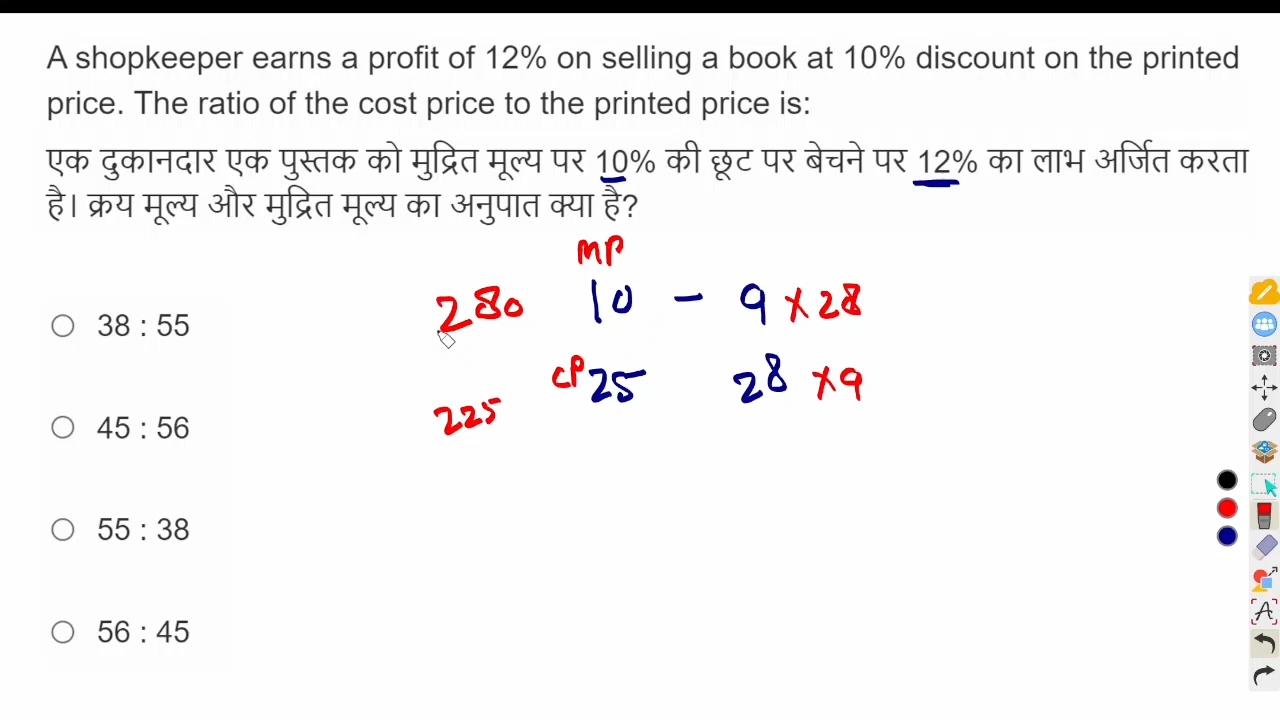 A shopkeeper earns a profit of 12% on selling a book at 10% discount on the printed
price. The ratio of the cost price to the printed price is:
एक दुकानदार एक पुस्तक को मुद्रित मूल्य पर 10% की छूट पर बेचने पर 12% का लाभ अर्जित करता
है। क्रय मूल्य और मुद्रित मूल्य का अनुपात क्या है?
MP
280 10 - 9 x 28
38 : 55
CP 25 28 x 9
225
45 : 56
55 : 38
56 : 45
A